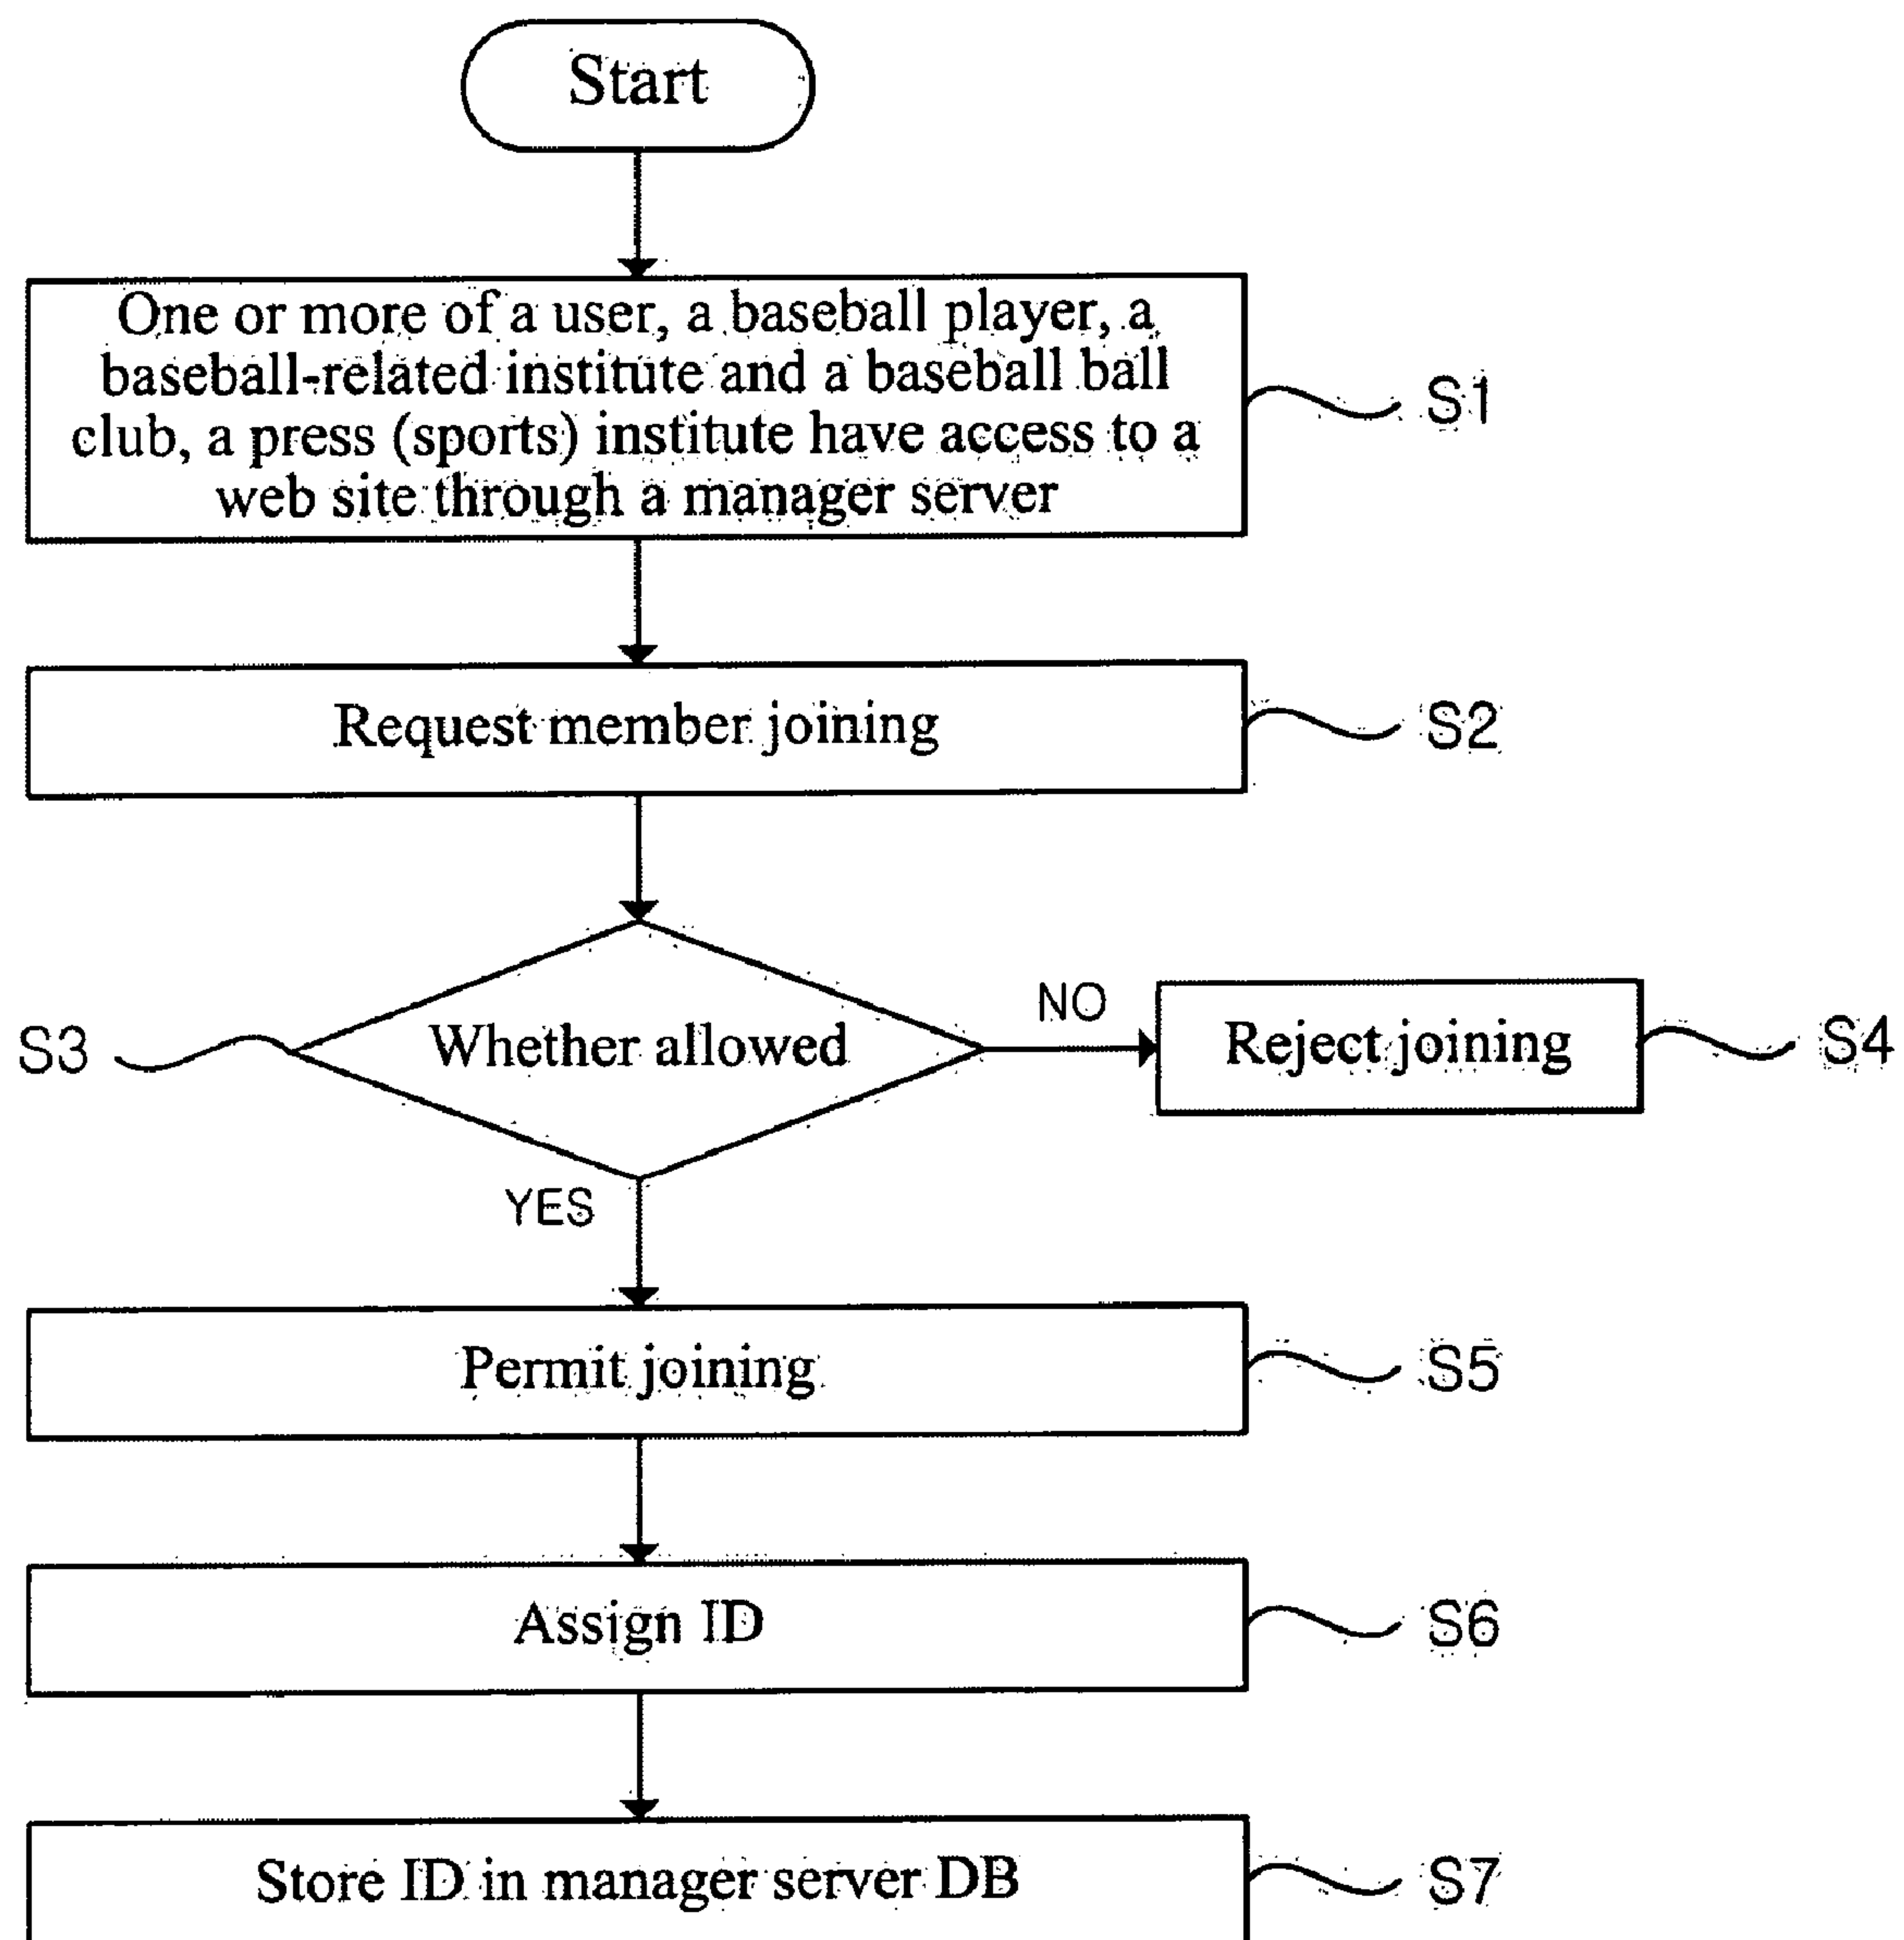 Start
One or more of a user, a baseball player, a
baseball-related institute and a baseball ball
club, a press (sports) institute have access to a
web site through a manager server
S1
Request member joining
S2
S3
Whether allowed
NO
Reject joining
S4
YES
Permit joining
S5
Assign ID
S6
Store ID in manager server DB
S7